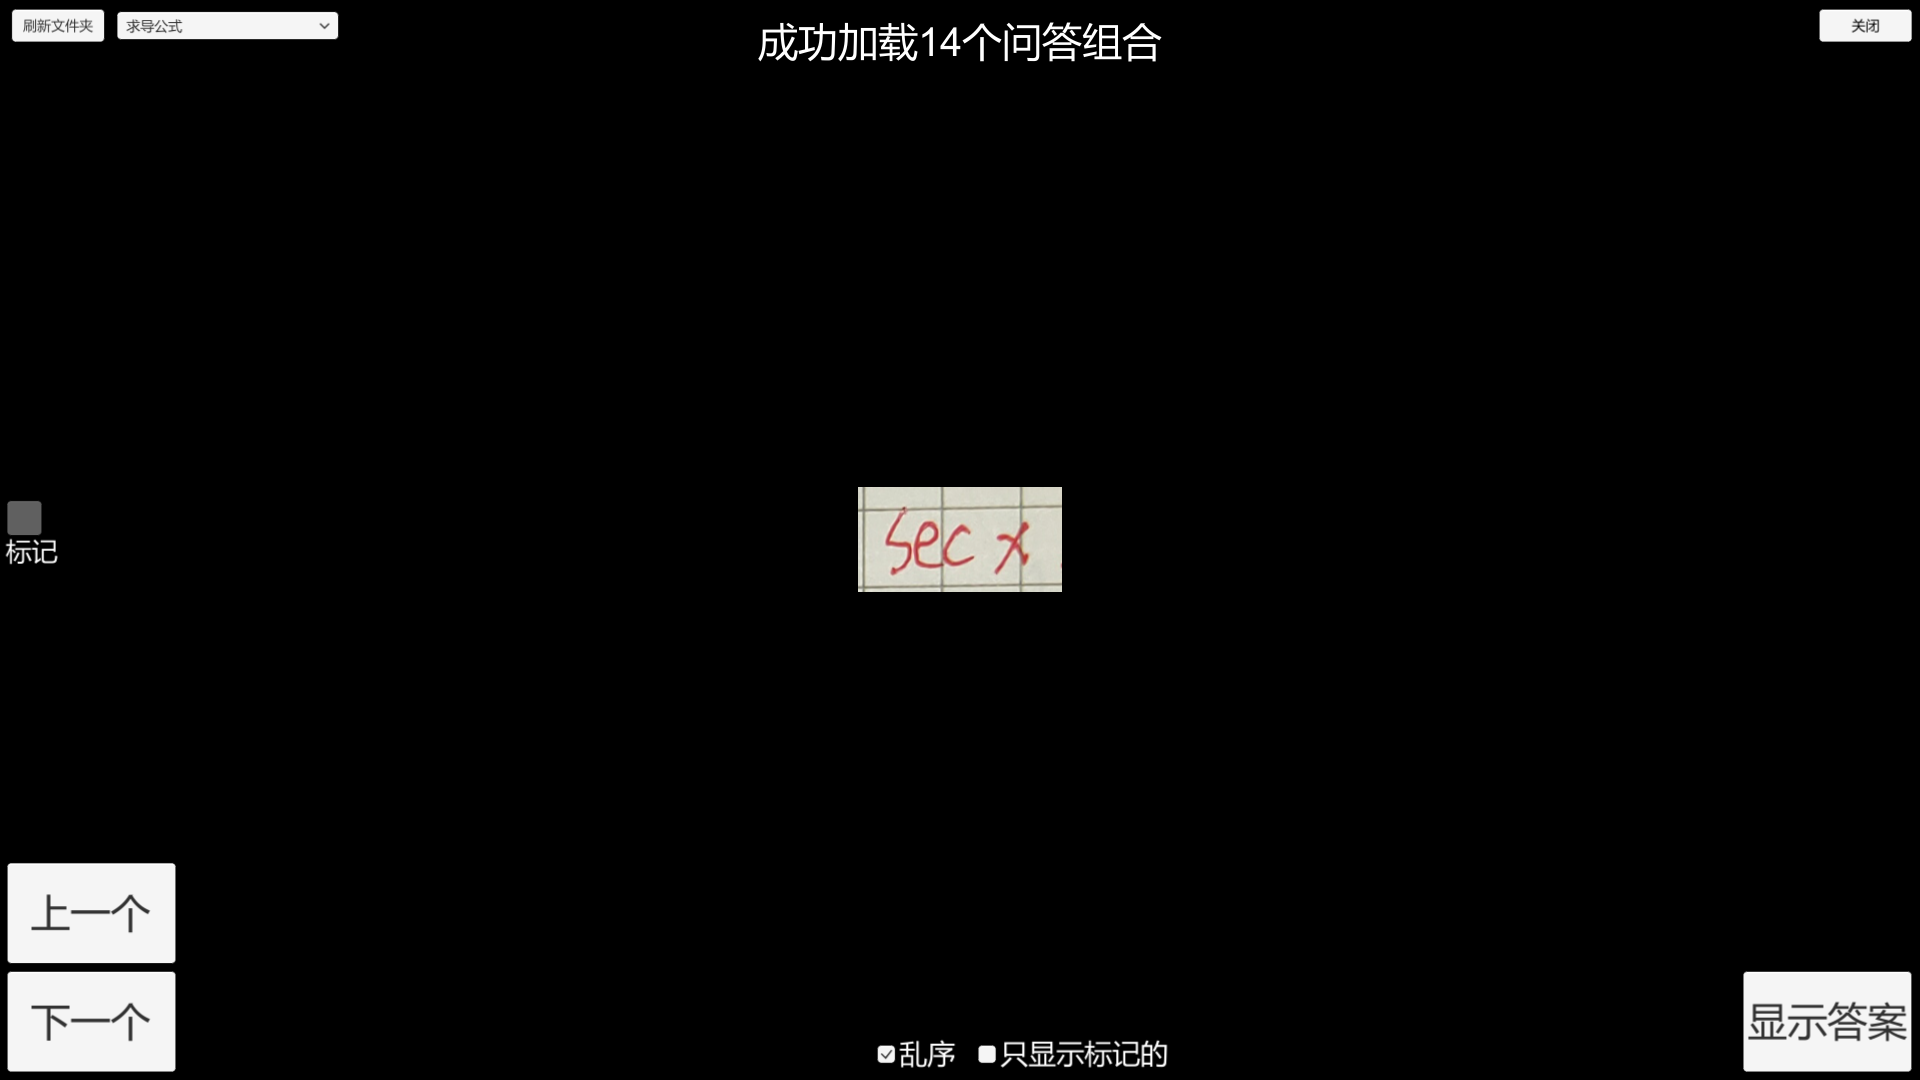 刷新文件夹
求导公式
成功加载14个问答组合
关闭
sec x
标记
上一个
下一个
乱序
只显示标记的
显示答案